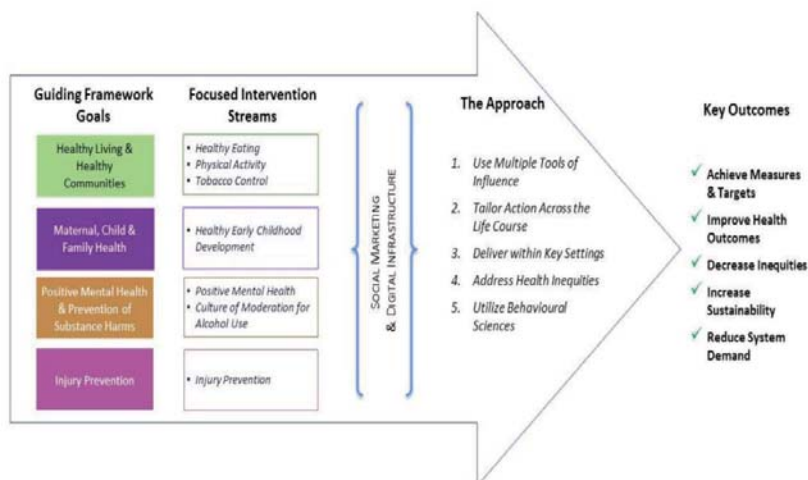 Guiding Framework
Goals
Healthy Living &
Healthy
Communities
Maternal, Child &
Family Health
Positive Mental Health
& Prevention of
Substance Harms
Injury Prevention
Focused Intervention
Streams
• Healthy Eating
• Physical Activity
• Tobacco Control
• Healthy Early Childhood
Development
• Positive Mental Health
• Culture of Moderation for
Alcohol Use
• Injury Prevention
SOCIAL MARKETING
& DIGITAL INFRASTRUCTURE
The Approach
1. Use Multiple Tools of
Influence
2. Tailor Action Across the
Life Course
3. Deliver within Key Settings
4. Address Health Inequities
5. Utilize Behavioural
Sciences
Key Outcomes
✓ Achieve Measures
& Targets
✓ Improve Health
Outcomes
✓ Decrease Inequities
✓ Increase
Sustainability
✓ Reduce System
Demand